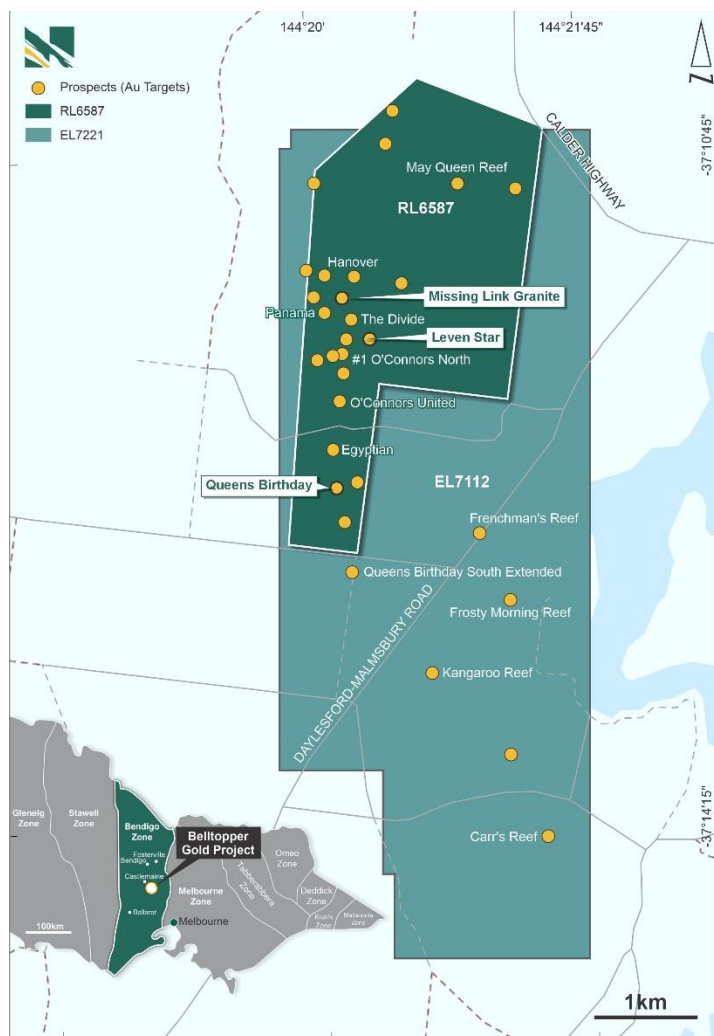 144°20'
144°21'45"
Z
-37°10'45"
Prospects (Au Targets)
RL6587
EL7221
CALDER HIGHWAY
May Queen Reef
RL6587
Hanover
Missing Link Granite
Panama
The Divide
Leven Star
#1 O'Connors North
O'Connors United
Egyptian
Queens Birthday
EL7112
Frenchman's Reef
Queens Birthday South Extended
Frosty Morning Reef
DAYLESFORD-MALMSBURY ROAD
Kangaroo Reef
-37°14'15"
Carr's Reef
Glenelg
Zone
Stawell
Zone
Bendigo
Zone
Fosterville
Bendigo
Castlemaine
Ballarat
Belltopper
Gold Project
Melbourne
Zone
Melbourne
Tabberabbera
Zone
Omeo
Zone
Deddick
Zone
Zone
Zone
100km
1km